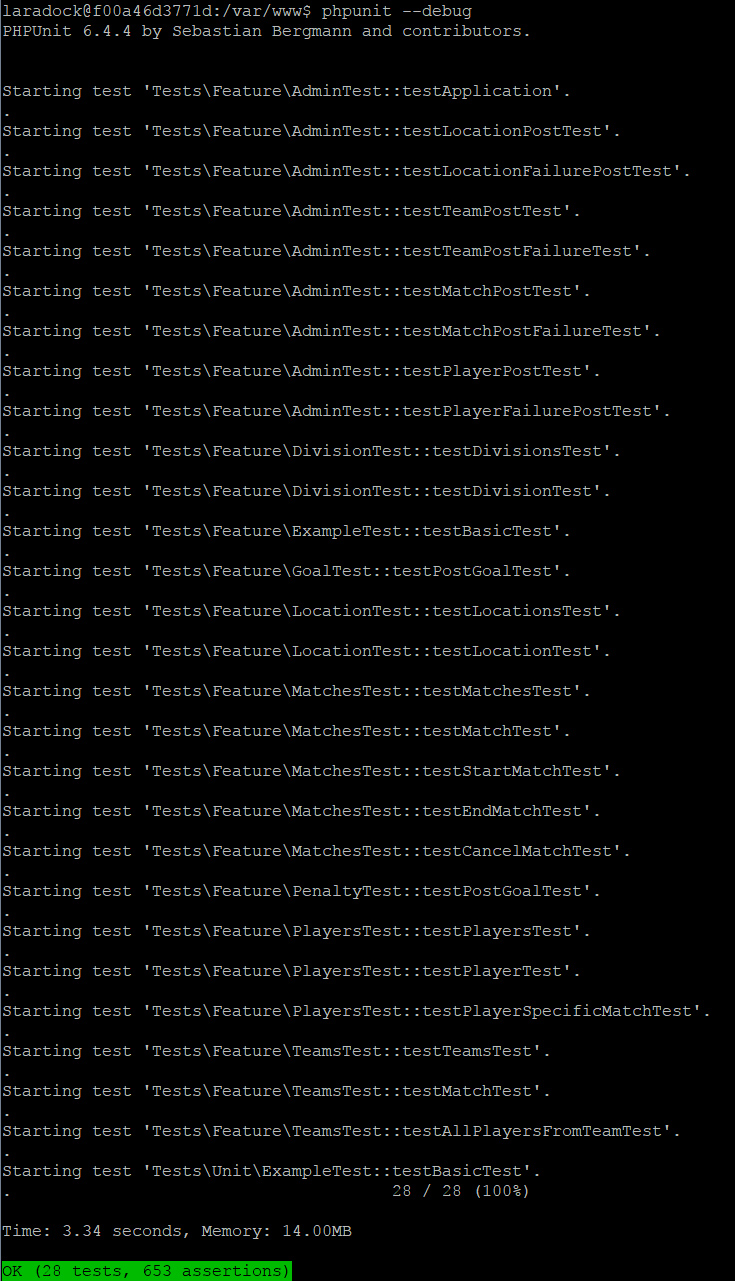 laradock@f00a46d3771d:/var/www$ phpunit --debug
PHPUnit 6.4.4 by Sebastian Bergmann and contributors.
Starting test 'Tests\Feature\AdminTest::testApplication'.
.
Starting test 'Tests\Feature\AdminTest::testLocationPostTest'.
.
Starting test 'Tests\Feature\AdminTest::testLocationFailurePostTest'.
.
Starting test 'Tests\Feature\AdminTest::testTeamPostTest'.
.
Starting test 'Tests\Feature\AdminTest::testTeamPostFailureTest'.
.
Starting test 'Tests\Feature\AdminTest::testMatchPostTest'.
.
Starting test 'Tests\Feature\AdminTest::testMatchPostFailureTest'.
.
Starting test 'Tests\Feature\AdminTest::testPlayerPostTest'.
.
Starting test 'Tests\Feature\AdminTest::testPlayerFailurePostTest'.
.
Starting test 'Tests\Feature\DivisionTest::testDivisionsTest'.
.
Starting test 'Tests\Feature\DivisionTest::testDivisionTest'.
.
Starting test 'Tests\Feature\ExampleTest::testBasicTest'.
.
Starting test 'Tests\Feature\GoalTest::testPostGoalTest'.
.
Starting test 'Tests\Feature\LocationTest::testLocationsTest'.
.
Starting test 'Tests\Feature\LocationTest::testLocationTest'.
.
Starting test 'Tests\Feature\MatchesTest::testMatchesTest'.
.
Starting test 'Tests\Feature\MatchesTest::testMatchTest'.
.
Starting test 'Tests\Feature\MatchesTest::testStartMatchTest'.
.
Starting test 'Tests\Feature\MatchesTest::testEndMatchTest'.
.
Starting test 'Tests\Feature\MatchesTest::testCancelMatchTest'.
.
Starting test 'Tests\Feature\PenaltyTest::testPostGoalTest'.
.
Starting test 'Tests\Feature\PlayersTest::testPlayersTest'.
.
Starting test 'Tests\Feature\PlayersTest::testPlayerTest'.
.
Starting test 'Tests\Feature\PlayersTest::testPlayerSpecificMatchTest'.
.
Starting test 'Tests\Feature\TeamsTest::testTeamsTest'.
.
Starting test 'Tests\Feature\TeamsTest::testMatchTest'.
.
Starting test 'Tests\Feature\TeamsTest::testAllPlayersFromTeamTest'.
.
Starting test 'Tests\Unit\ExampleTest::testBasicTest'.
. 28 / 28 (100%)
Time: 3.34 seconds, Memory: 14.00MB
OK (28 tests, 653 assertions)